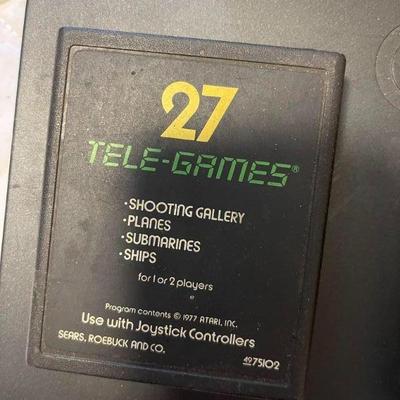 27
TELE-GAMES®
·SHOOTING GALLERY
·PLANES
·SUBMARINES
·SHIPS
for 1 or 2 players
Program contents © 1977 ATARI, INC.
Use with Joystick Controllers
SEARS, ROEBUCK AND CO. 4975102